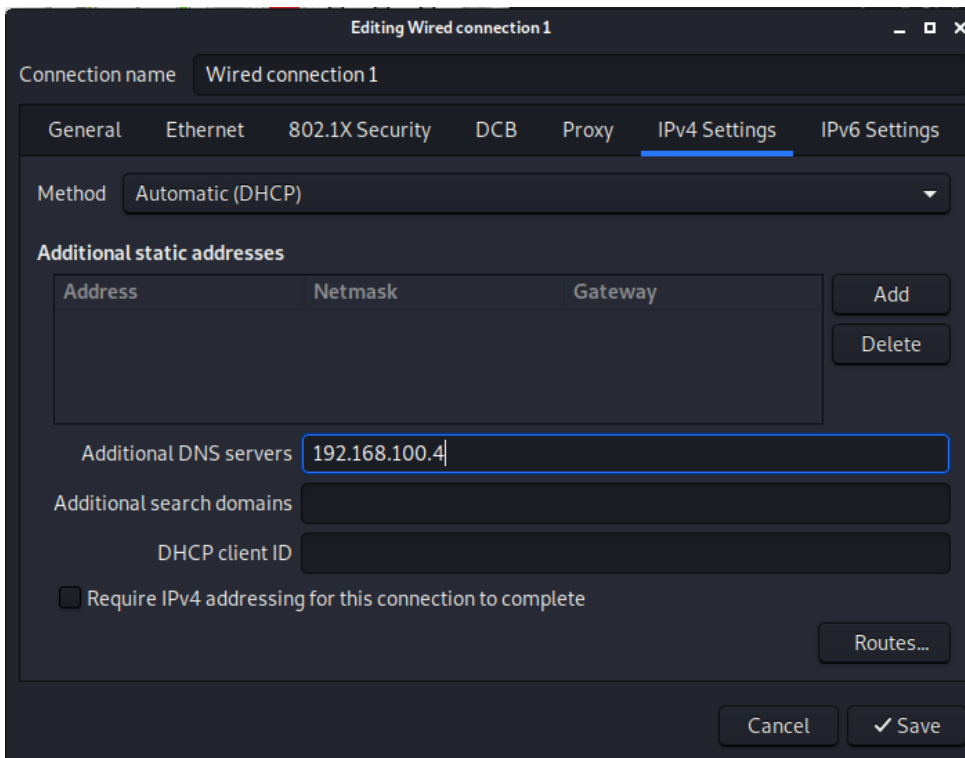 Editing Wired connection 1
Connection name Wired connection 1
General Ethernet 802.1X Security DCB Proxy IPv4 Settings IPv6 Settings
Method Automatic (DHCP)
Additional static addresses
Address Netmask Gateway Add
Delete
Additional DNS servers 192.168.100.4
Additional search domains
DHCP client ID
Require IPv4 addressing for this connection to complete
Routes...
Cancel ✓ Save